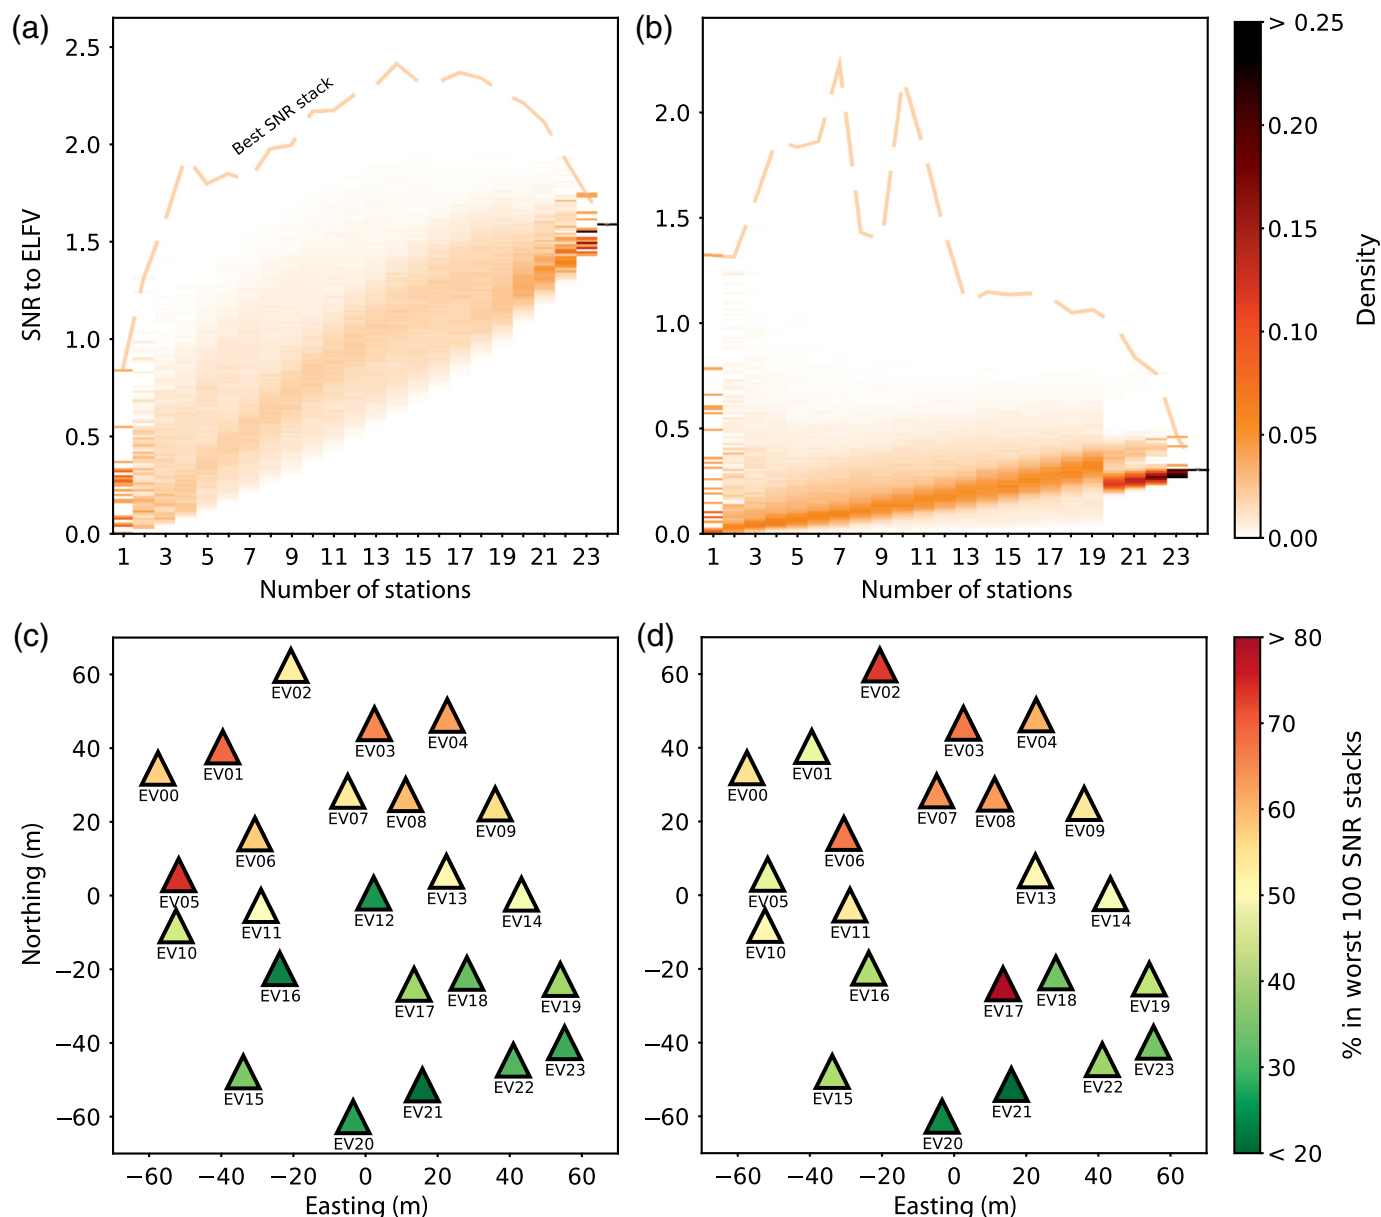 (a)
(b)
2.5
2.0
1.5
1.0
0.5
0.0
SNR to ELFV
Best SNR stack
1 3 5 7 9 11 13 15 17 19 21 23
Number of stations
2.0
1.5
1.0
0.5
0.0
1 3 5 7 9 11 13 15 17 19 21 23
Number of stations
> 0.25
0.20
0.15
0.10
0.05
0.00
Density
(c)
(d)
60
40
20
0
−20
−40
−60
Northing (m)
EV02
EV03
EV04
EV01
EV00
EV07
EV08
EV09
EV06
EV05
EV13
EV12
EV14
EV11
EV10
EV16
EV17
EV18
EV19
EV23
EV22
EV15
EV21
EV20
−60 −40 −20 0 20 40 60
Easting (m)
EV02
EV03
EV04
EV01
EV00
EV07
EV08
EV09
EV06
EV05
EV13
EV14
EV11
EV10
EV16
EV17
EV18
EV19
EV23
EV22
EV15
EV21
EV20
−60 −40 −20 0 20 40 60
Easting (m)
> 80
70
60
50
40
30
< 20
% in worst 100 SNR stacks